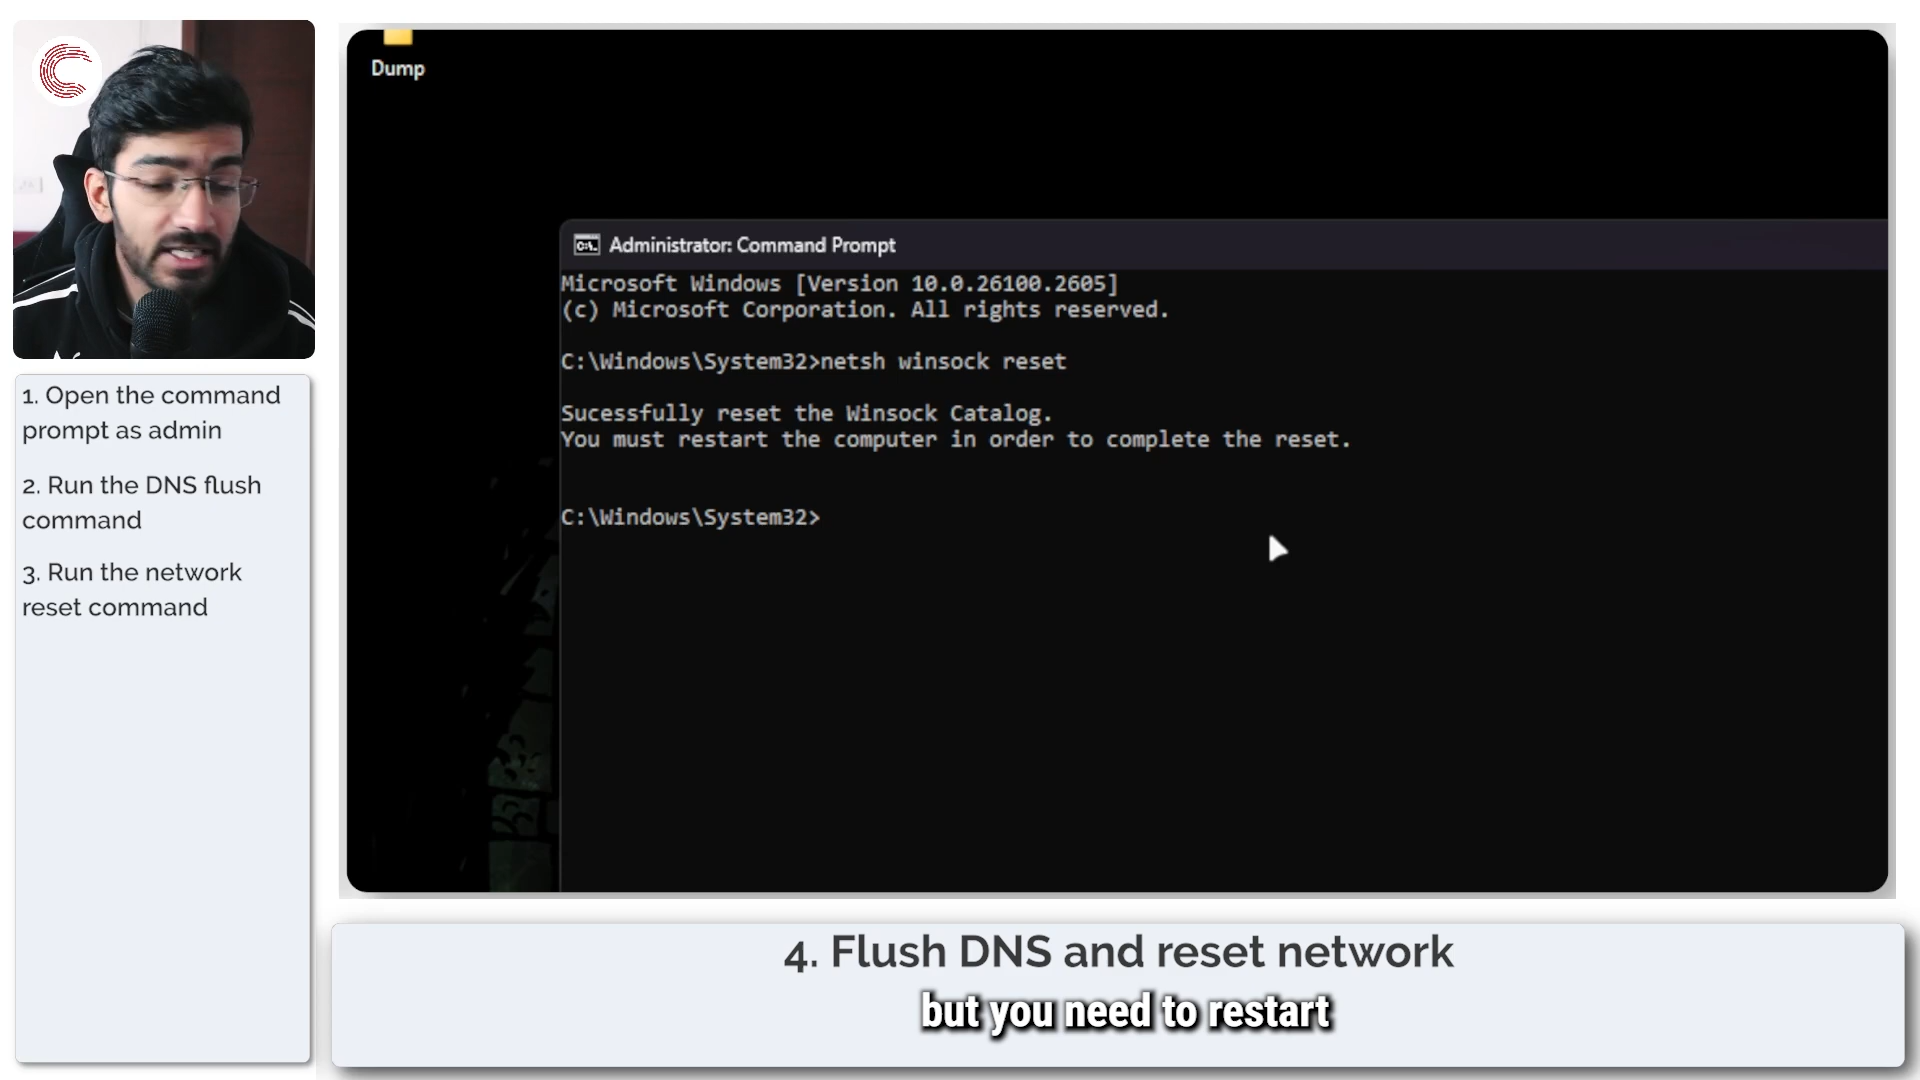 1. Open the command
prompt as admin
2. Run the DNS flush
command
3. Run the network
reset command
Dump
Administrator: Command Prompt
Microsoft Windows [Version 10.0.26100.2605]
(c) Microsoft Corporation. All rights reserved.
C:\Windows\System32>netsh winsock reset
Sucessfully reset the Winsock Catalog.
You must restart the computer in order to complete the reset.
C:\Windows\System32>
4. Flush DNS and reset network
but you need to restart